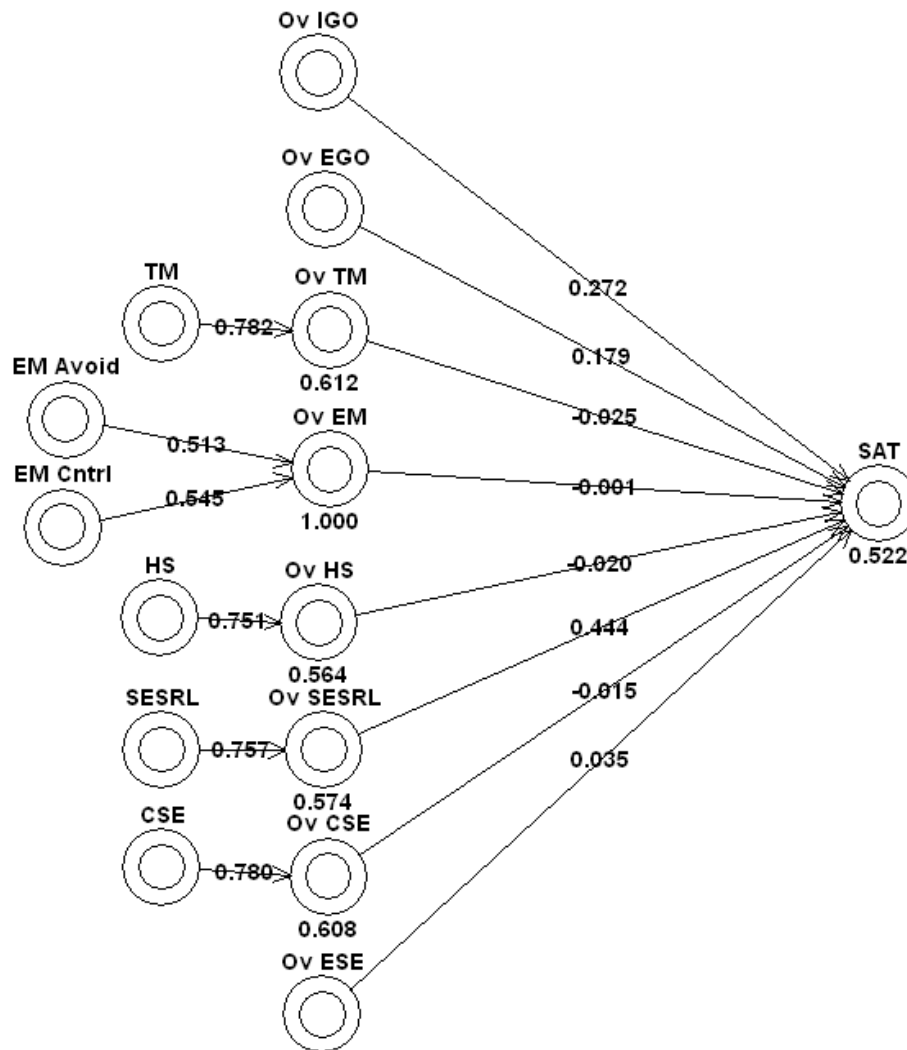 Ov IGO
Ov EGO
TM
Ov TM
0.272
0.782
0.179
EM Avoid
0.612
Ov EM
-0.025
0.513
SAT
EM Cntrl
0.545
-0.001
1.000
0.522
HS
Ov HS
-0.020
0.751
0.444
0.564
SESRL
Ov SESRL
-0.015
0.757
0.035
0.574
CSE
Ov CSE
0.780
0.608
Ov ESE